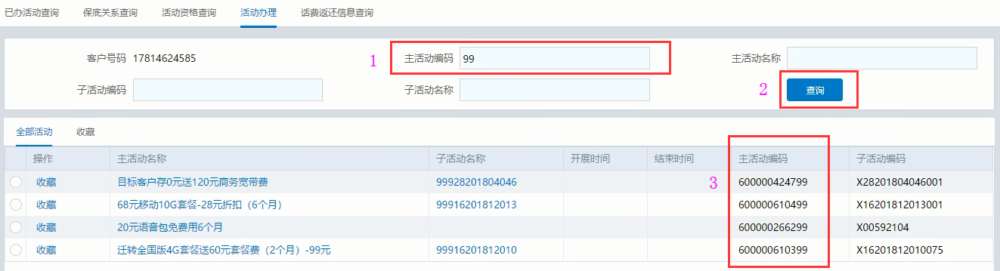 已办活动查询 保底关系查询 活动资格查询 活动办理 话费返还信息查询
客户号码 17814624585 1 主活动编码 99 主活动名称
子活动编码 子活动名称 2 查询
全部活动 收藏
操作 主活动名称 子活动名称 开展时间 结束时间 主活动编码 子活动编码
收藏 目标客户存0元送120元商务宽带费 99928201804046 3 600000424799 X28201804046001
收藏 68元移动10G套餐-28元折扣（6个月） 99916201812013 600000610499 X16201812013001
收藏 20元语音包免费用6个月 600000266299 X00592104
收藏 迁转全国版4G套餐送60元套餐费（2个月）-99元 99916201812010 600000610399 X16201812010075